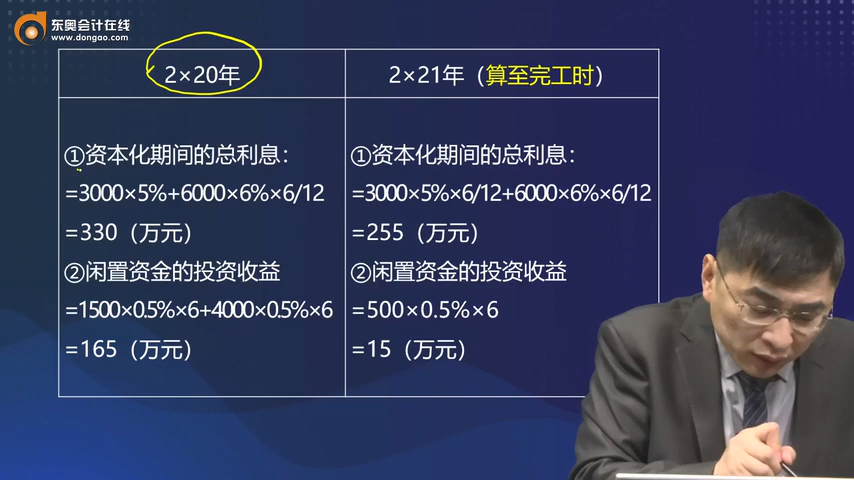 东奥会计在线
www.dongao.com
2×20年
2×21年（算至完工时）
①资本化期间的总利息：
=3000×5%+6000×6%×6/12
=330（万元）
②闲置资金的投资收益
=1500×0.5%×6+4000×0.5%×6
=165（万元）
①资本化期间的总利息：
=3000×5%×6/12+6000×6%×6/12
=255（万元）
②闲置资金的投资收益
=500×0.5%×6
=15（万元）